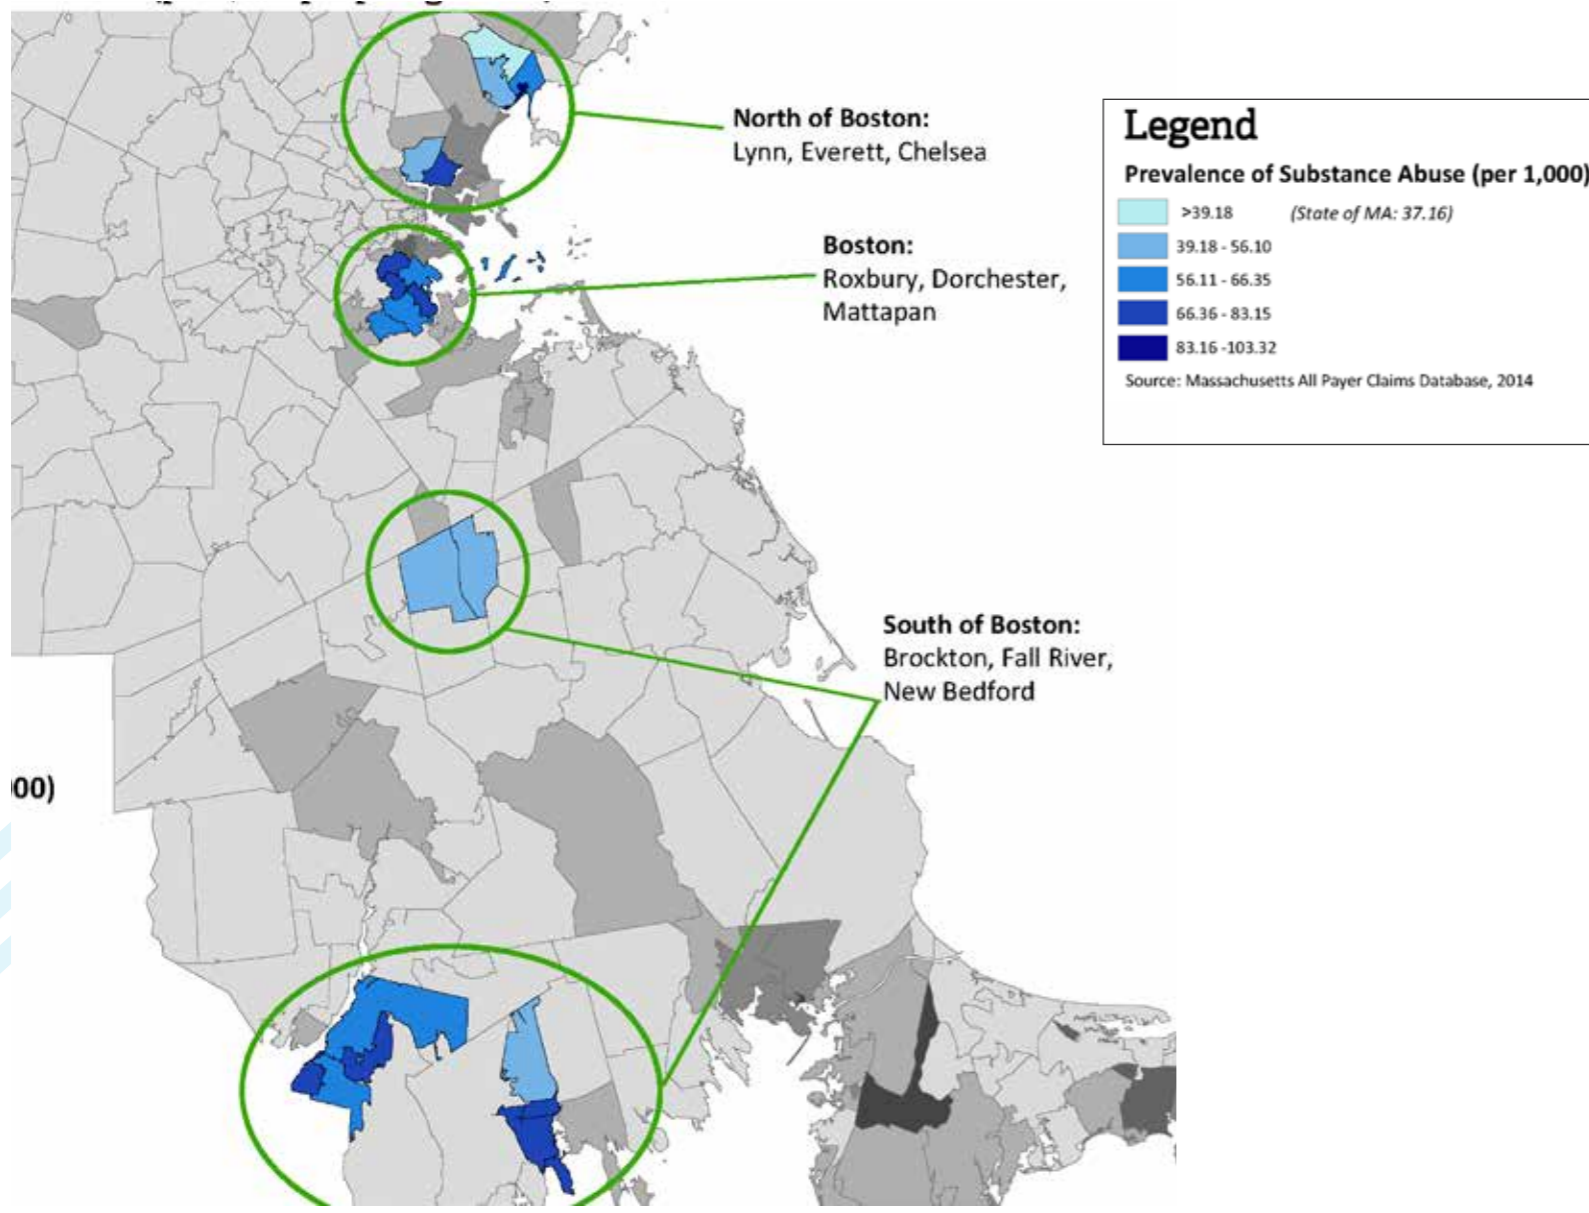 North of Boston:
Lynn, Everett, Chelsea
Legend
Prevalence of Substance Abuse (per 1,000)
>39.18 (State of MA: 37.16)
39.18 - 56.10
56.11 - 66.35
66.36 - 83.15
83.16 -103.32
Source: Massachusetts All Payer Claims Database, 2014
Boston:
Roxbury, Dorchester,
Mattapan
South of Boston:
Brockton, Fall River,
New Bedford
00)